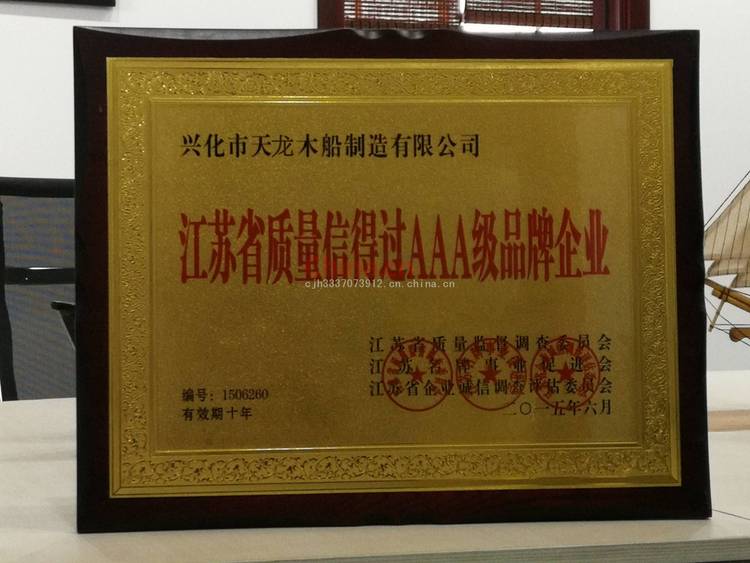 兴化市天龙木船制造有限公司
江苏省质量信得过AAA级品牌企业
cjh3337073912.cn.china.cn
江苏省质量监督调查委员会
江苏名牌事业促进会
江苏省企业诚信调查评估委员会
二〇一五年六月
编号：1506260
有效期十年